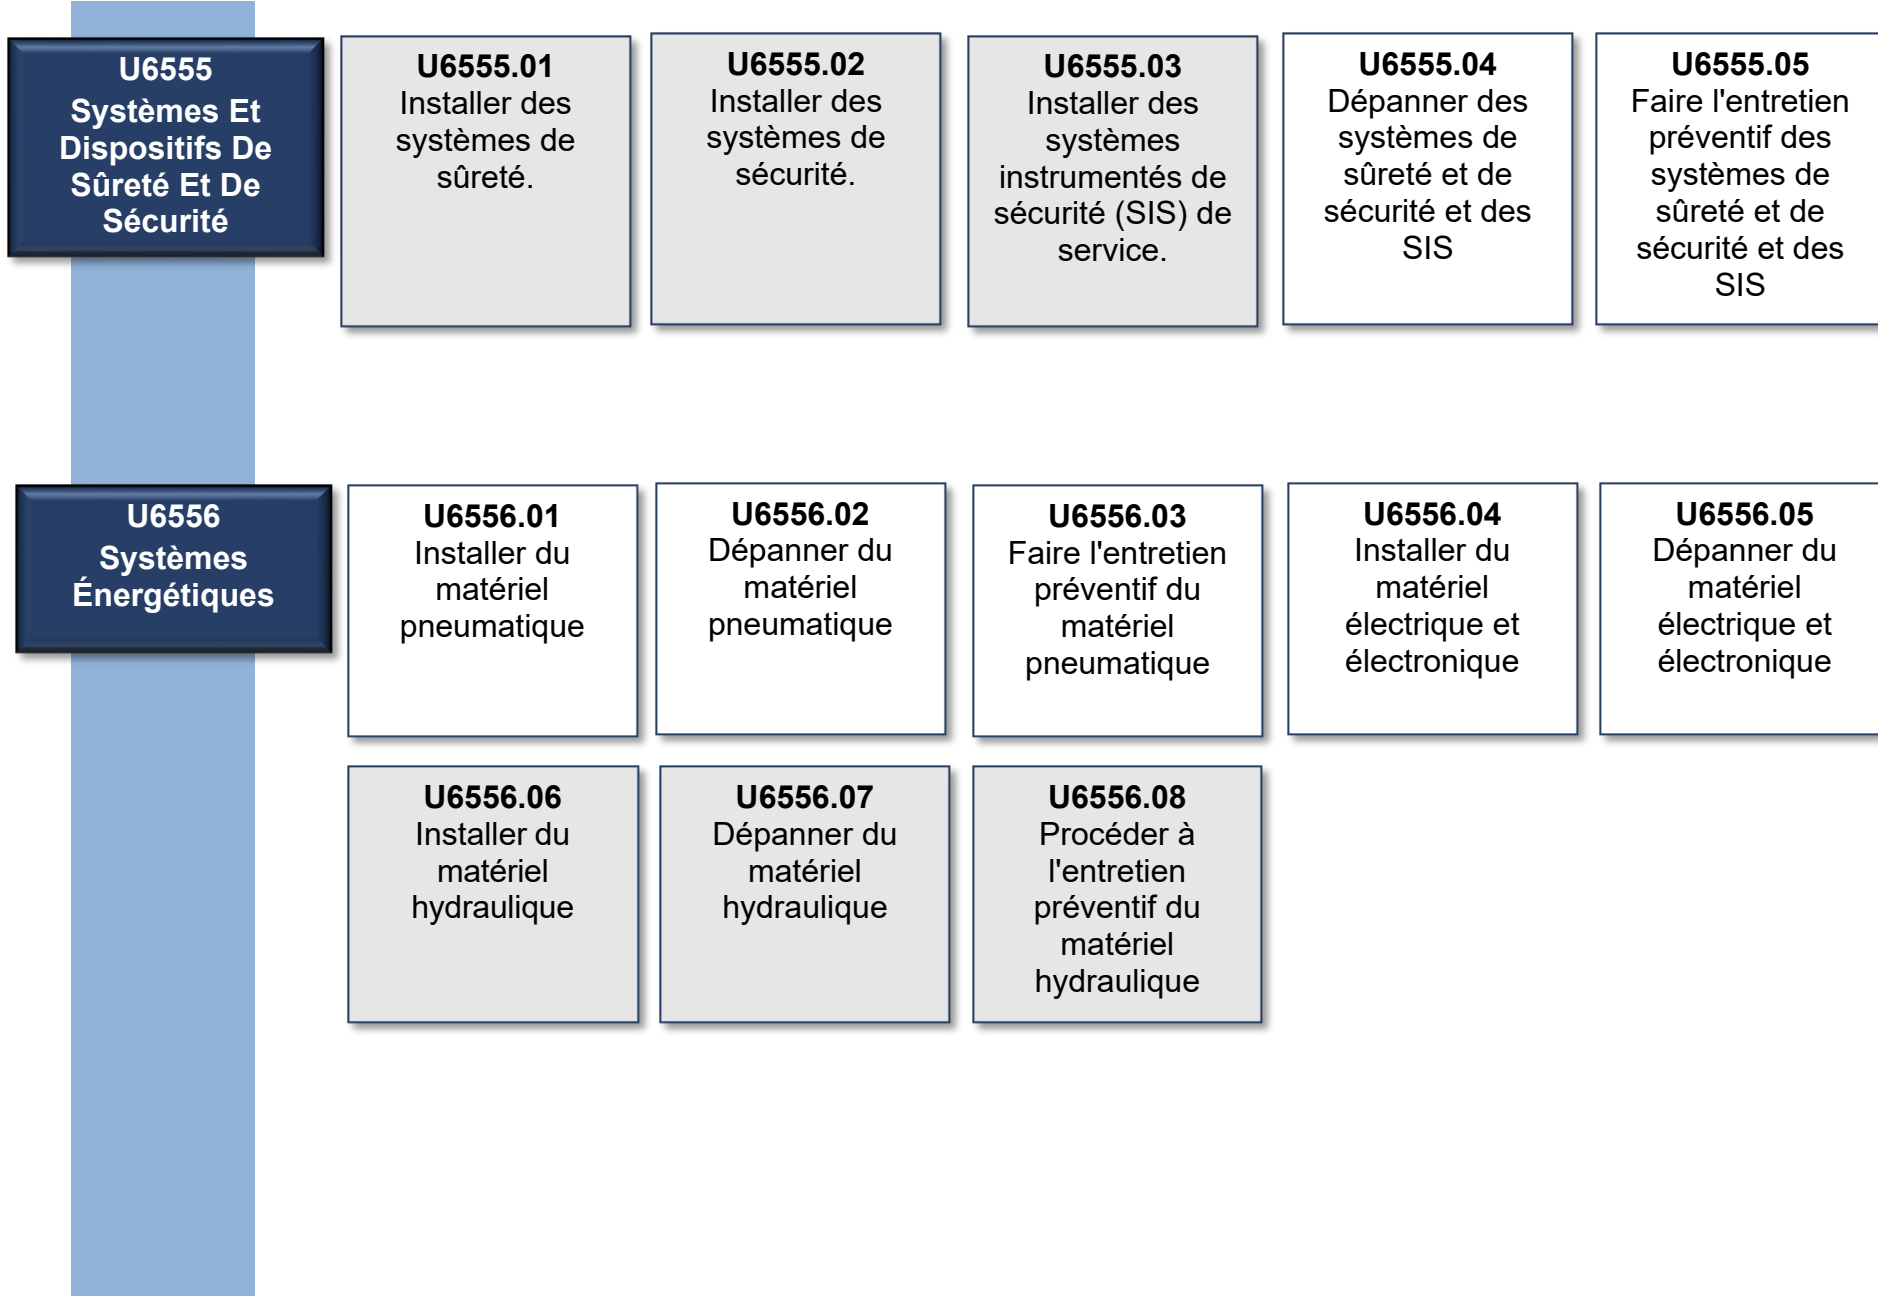 U6555
Systèmes Et
Dispositifs De
Sûreté Et De
Sécurité
U6555.01
Installer des
systèmes de
sûreté.
U6555.02
Installer des
systèmes de
sécurité.
U6555.03
Installer des
systèmes
instrumentés de
sécurité (SIS) de
service.
U6555.04
Dépanner des
systèmes de
sûreté et de
sécurité et des
SIS
U6555.05
Faire l'entretien
préventif des
systèmes de
sûreté et de
sécurité et des
SIS
U6556
Systèmes
Énergétiques
U6556.01
Installer du
matériel
pneumatique
U6556.02
Dépanner du
matériel
pneumatique
U6556.03
Faire l'entretien
préventif du
matériel
pneumatique
U6556.04
Installer du
matériel
électrique et
électronique
U6556.05
Dépanner du
matériel
électrique et
électronique
U6556.06
Installer du
matériel
hydraulique
U6556.07
Dépanner du
matériel
hydraulique
U6556.08
Procéder à
l'entretien
préventif du
matériel
hydraulique